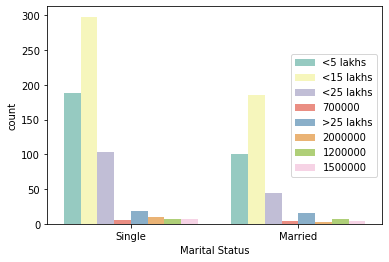 300
250
200
150
100
50
0
count
Single
Married
Marital Status
<5 lakhs
<15 lakhs
<25 lakhs
700000
>25 lakhs
2000000
1200000
1500000